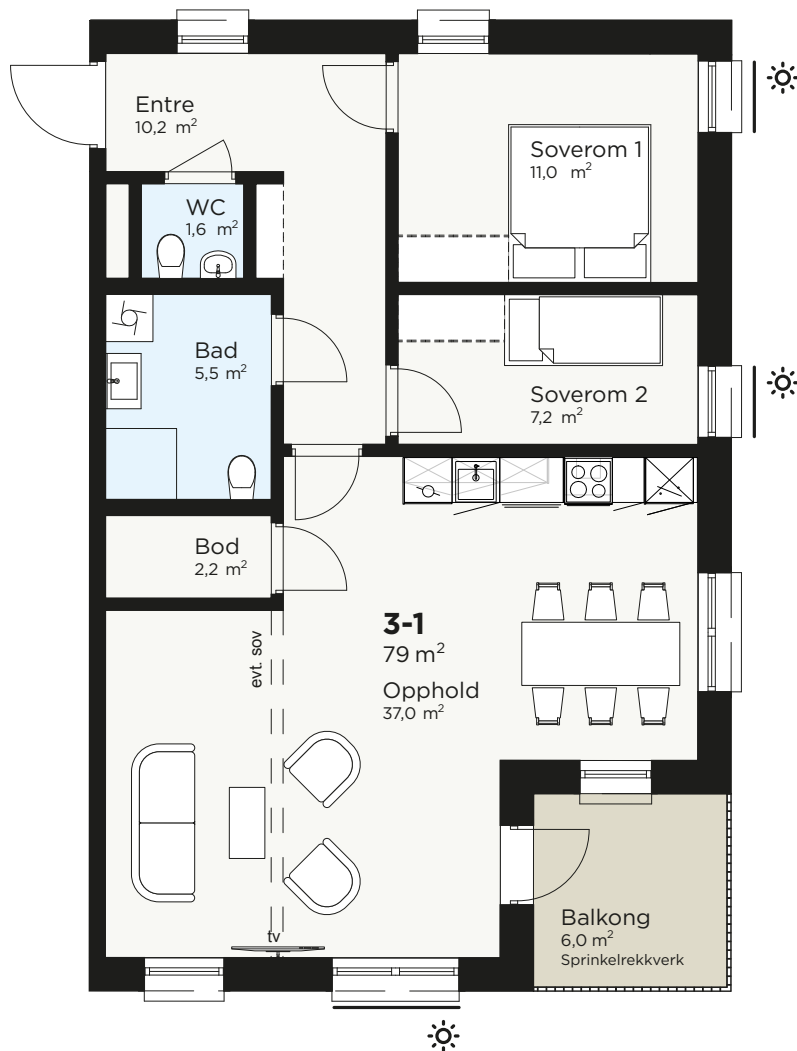 Entre
10,2 m²
Soverom 1
11,0 m²
WC
1,6 m²
Bad
5,5 m²
Soverom 2
7,2 m²
Bod
2,2 m²
3-1
79 m²
Opphold
37,0 m²
evt. sov
tv
Balkong
6,0 m²
Sprinkelrekkverk